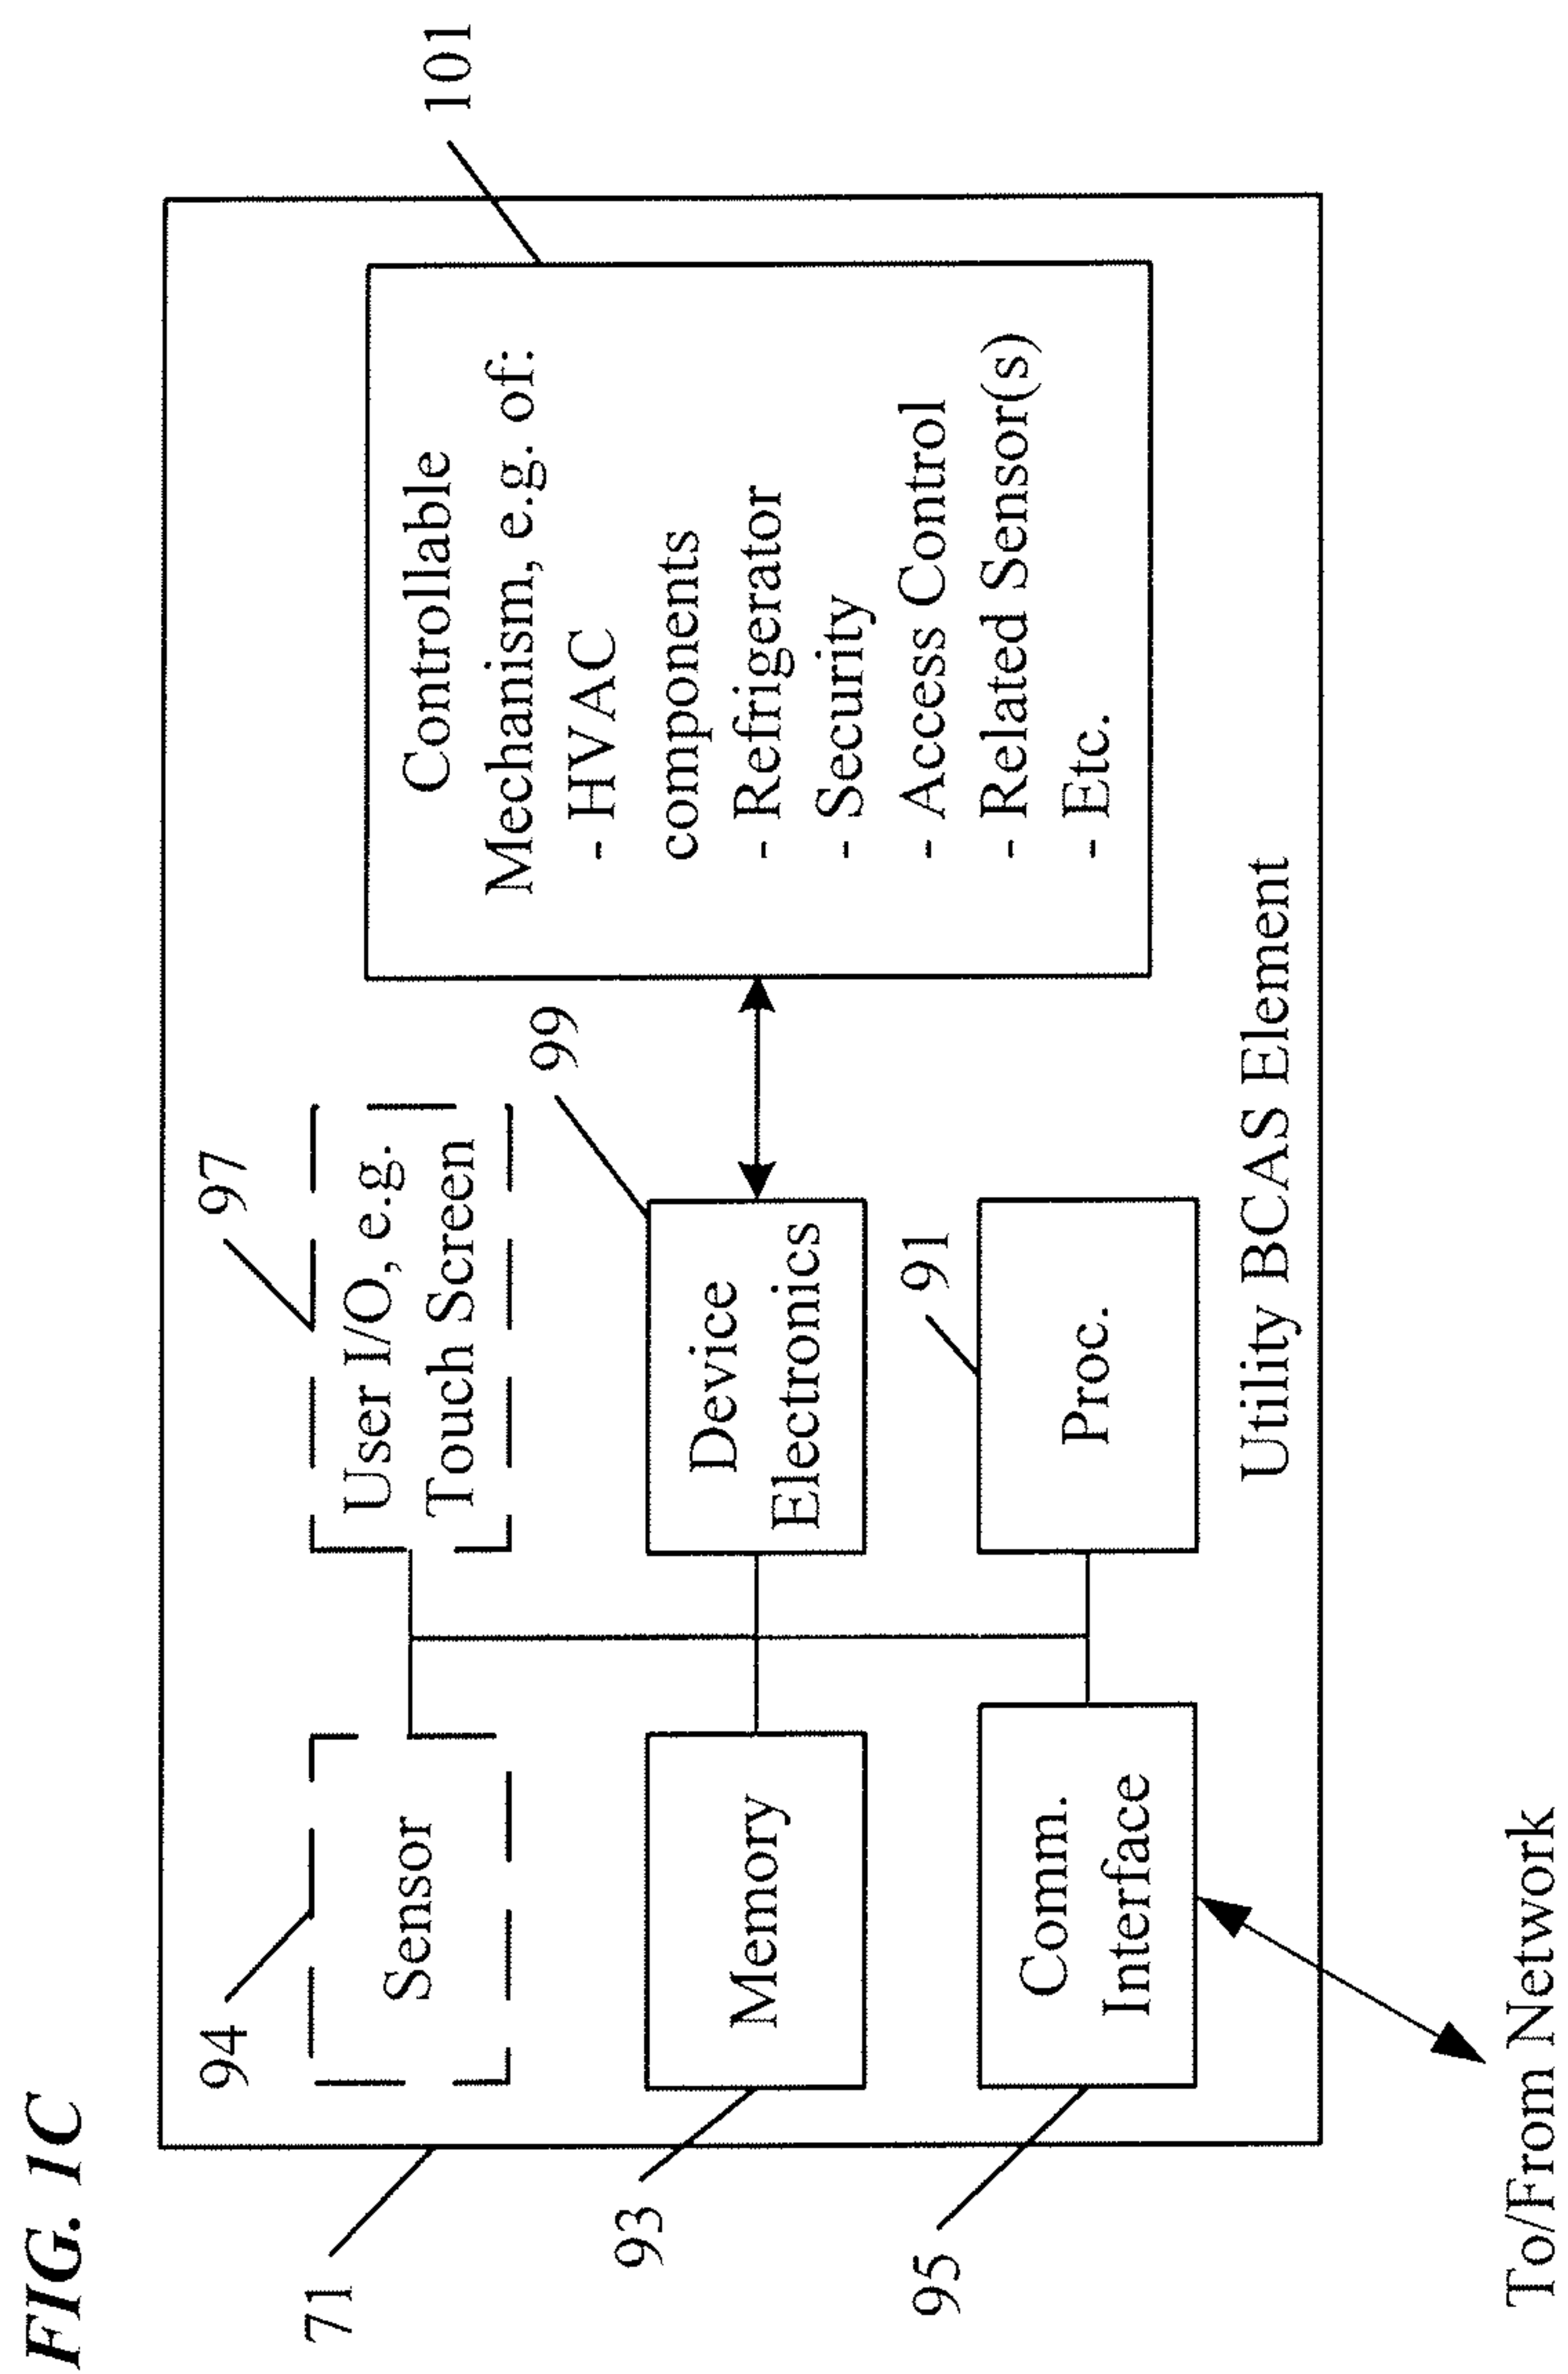 FIG. 1C
71
94
Sensor
97
User I/O, e.g.
Touch Screen
93
Memory
99
Device
Electronics
95
Comm.
Interface
91
Proc.
101
Controllable
Mechanism, e.g. of:
- HVAC
components
- Refrigerator
- Security
- Access Control
- Related Sensor(s)
- Etc.
Utility BCAS Element
To/From Network